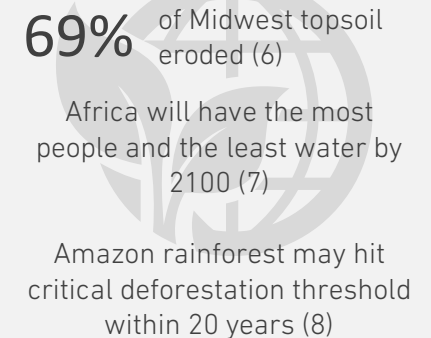 69% of Midwest topsoil
eroded (6)
Africa will have the most
people and the least water by
2100 (7)
Amazon rainforest may hit
critical deforestation threshold
within 20 years (8)